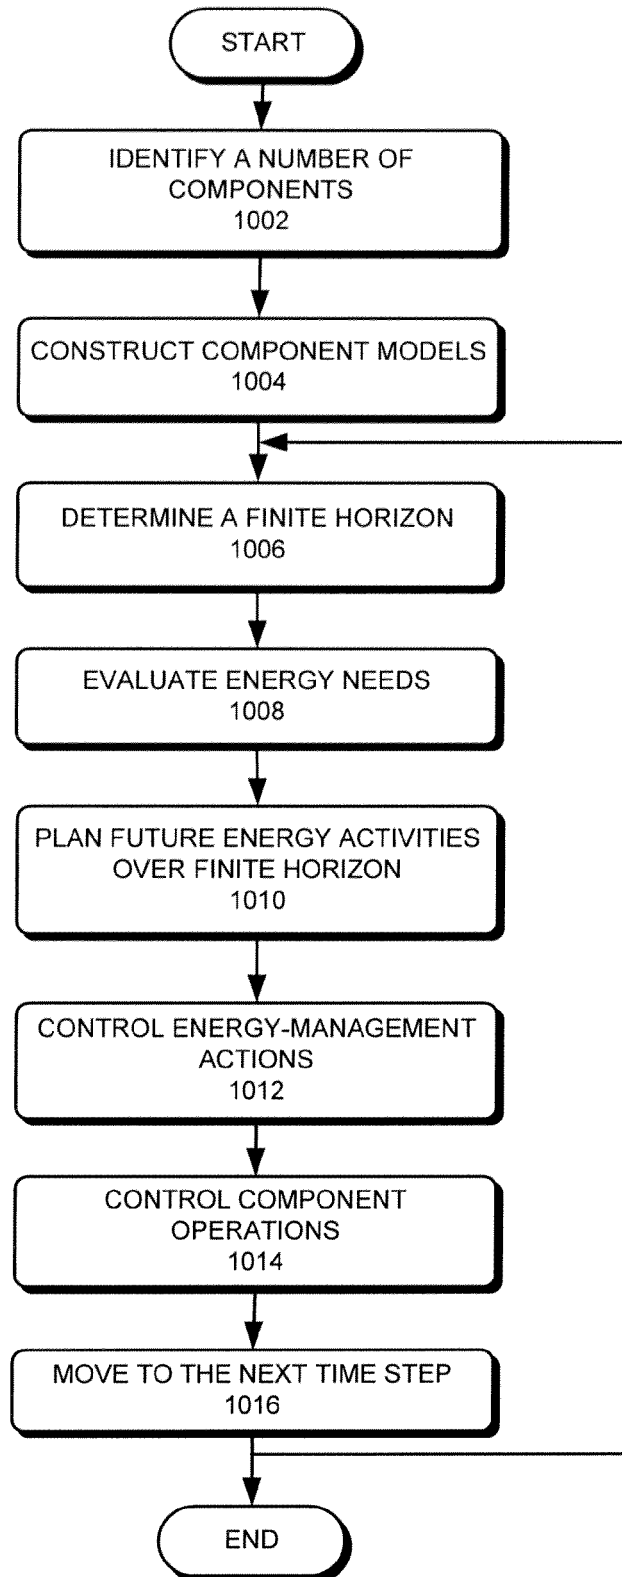 START
IDENTIFY A NUMBER OF
COMPONENTS
1002
CONSTRUCT COMPONENT MODELS
1004
DETERMINE A FINITE HORIZON
1006
EVALUATE ENERGY NEEDS
1008
PLAN FUTURE ENERGY ACTIVITIES
OVER FINITE HORIZON
1010
CONTROL ENERGY-MANAGEMENT
ACTIONS
1012
CONTROL COMPONENT
OPERATIONS
1014
MOVE TO THE NEXT TIME STEP
1016
END